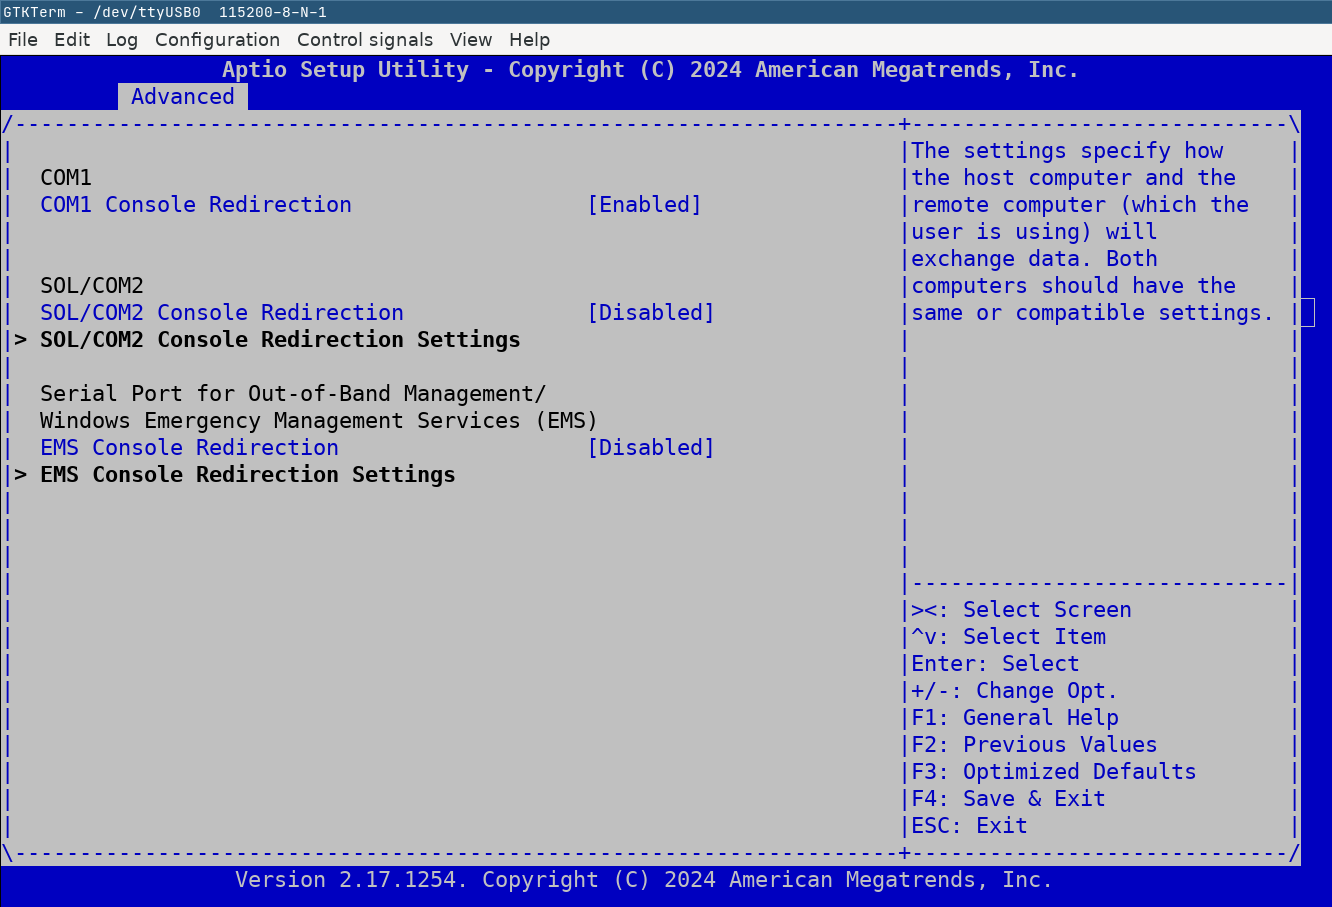 GTKTerm - /dev/ttyUSB0  115200-8-N-1
File Edit Log Configuration Control signals View Help
Aptio Setup Utility - Copyright (C) 2024 American Megatrends, Inc.
Advanced
/--------------------------------------------------------------------+-----------------------------\
|                                                                    |The settings specify how     |
|  COM1                                                              |the host computer and the    |
|  COM1 Console Redirection                  [Enabled]               |remote computer (which the   |
|                                                                    |user is using) will          |
|                                                                    |exchange data. Both          |
|  SOL/COM2                                                          |computers should have the    |
|  SOL/COM2 Console Redirection              [Disabled]              |same or compatible settings. |
|> SOL/COM2 Console Redirection Settings                             |                             |
|                                                                    |                             |
|  Serial Port for Out-of-Band Management/                           |                             |
|  Windows Emergency Management Services (EMS)                       |                             |
|  EMS Console Redirection                   [Disabled]              |                             |
|> EMS Console Redirection Settings                                  |                             |
|                                                                    |                             |
|                                                                    |                             |
|                                                                    |                             |
|                                                                    |-----------------------------|
|                                                                    |><: Select Screen            |
|                                                                    |^v: Select Item              |
|                                                                    |Enter: Select                |
|                                                                    |+/-: Change Opt.             |
|                                                                    |F1: General Help             |
|                                                                    |F2: Previous Values          |
|                                                                    |F3: Optimized Defaults       |
|                                                                    |F4: Save & Exit              |
|                                                                    |ESC: Exit                    |
\--------------------------------------------------------------------+-----------------------------/
Version 2.17.1254. Copyright (C) 2024 American Megatrends, Inc.